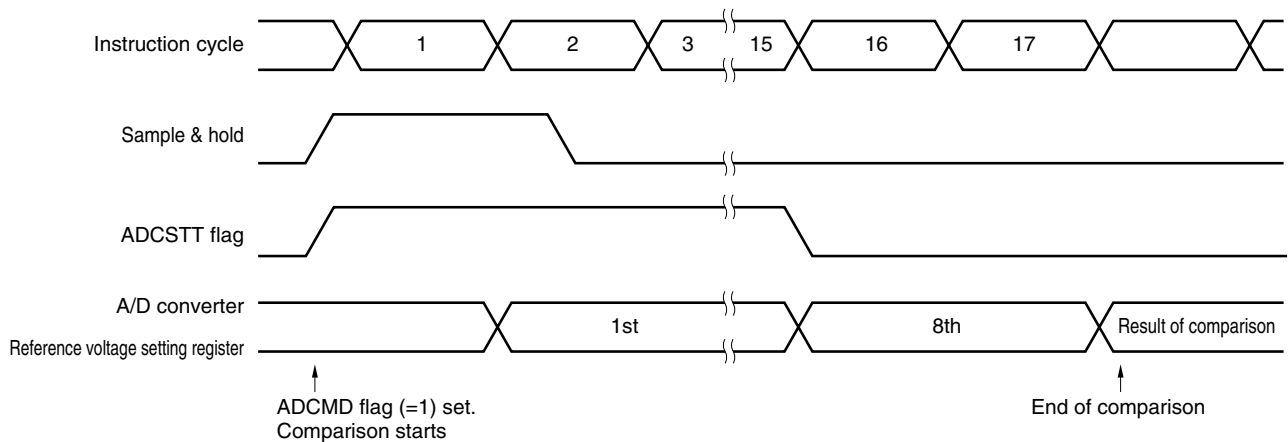 Instruction cycle 1 2 3 15 16 17
Sample & hold
ADCSTT flag
A/D converter
1st 8th Result of comparison
Reference voltage setting register
ADCMD flag (=1) set. End of comparison
Comparison starts